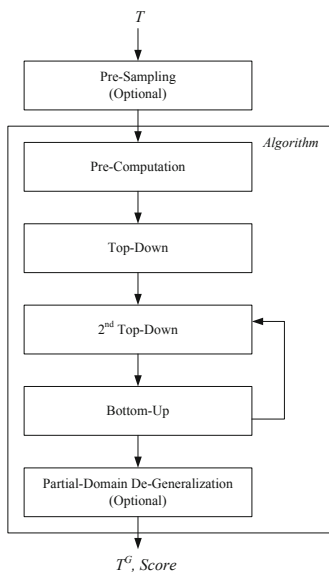 T
Pre-Sampling
(Optional)
Algorithm
Pre-Computation
Top-Down
2nd Top-Down
Bottom-Up
Partial-Domain De-Generalization
(Optional)
TG, Score